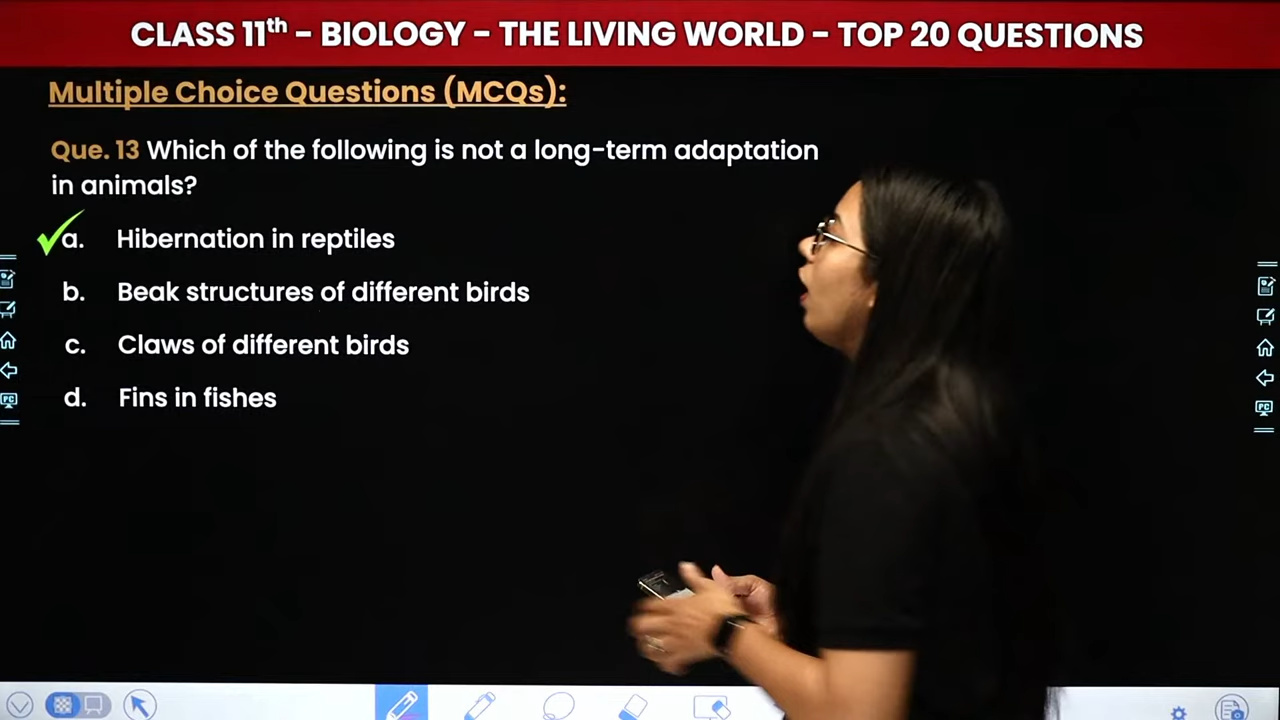 CLASS 11th - BIOLOGY - THE LIVING WORLD - TOP 20 QUESTIONS
Multiple Choice Questions (MCQs):
Que. 13 Which of the following is not a long-term adaptation
in animals?
a. Hibernation in reptiles
b. Beak structures of different birds
c. Claws of different birds
d. Fins in fishes
PC
PC